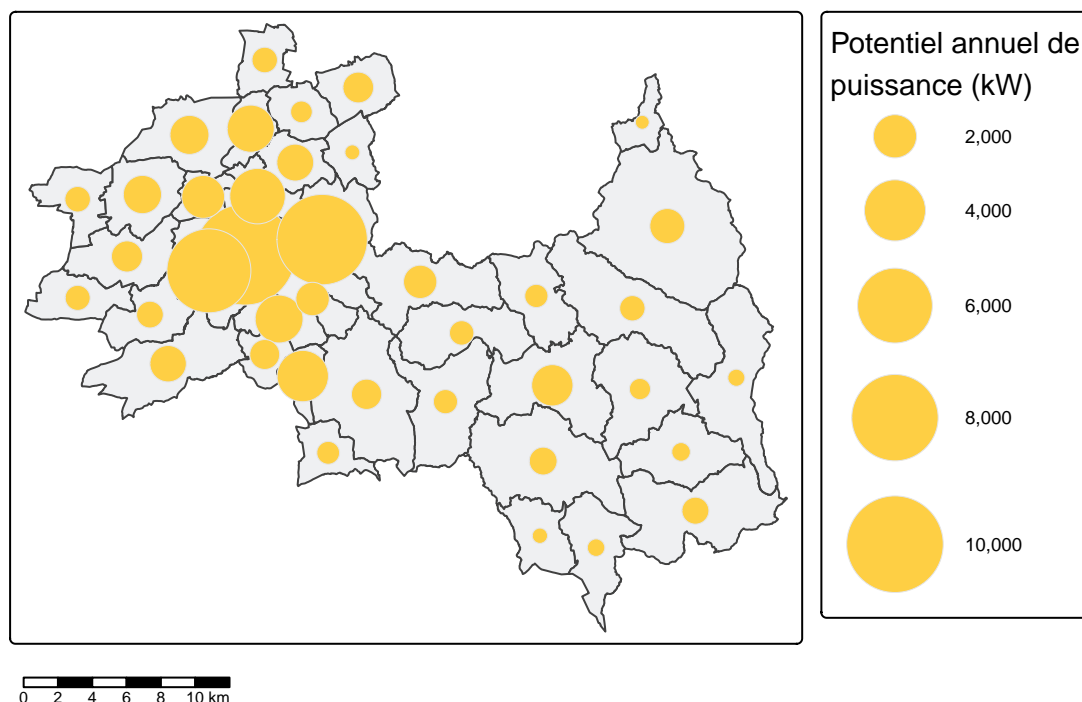 Potentiel annuel de
puissance (kW)
2,000
4,000
6,000
8,000
10,000
0 2 4 6 8 10 km